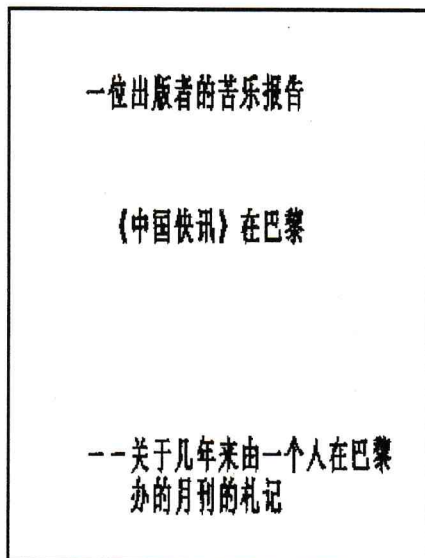 一位出版者的苦乐报告
《中国快讯》在巴黎
——关于几年来由一个人在巴黎
办的月刊的札记